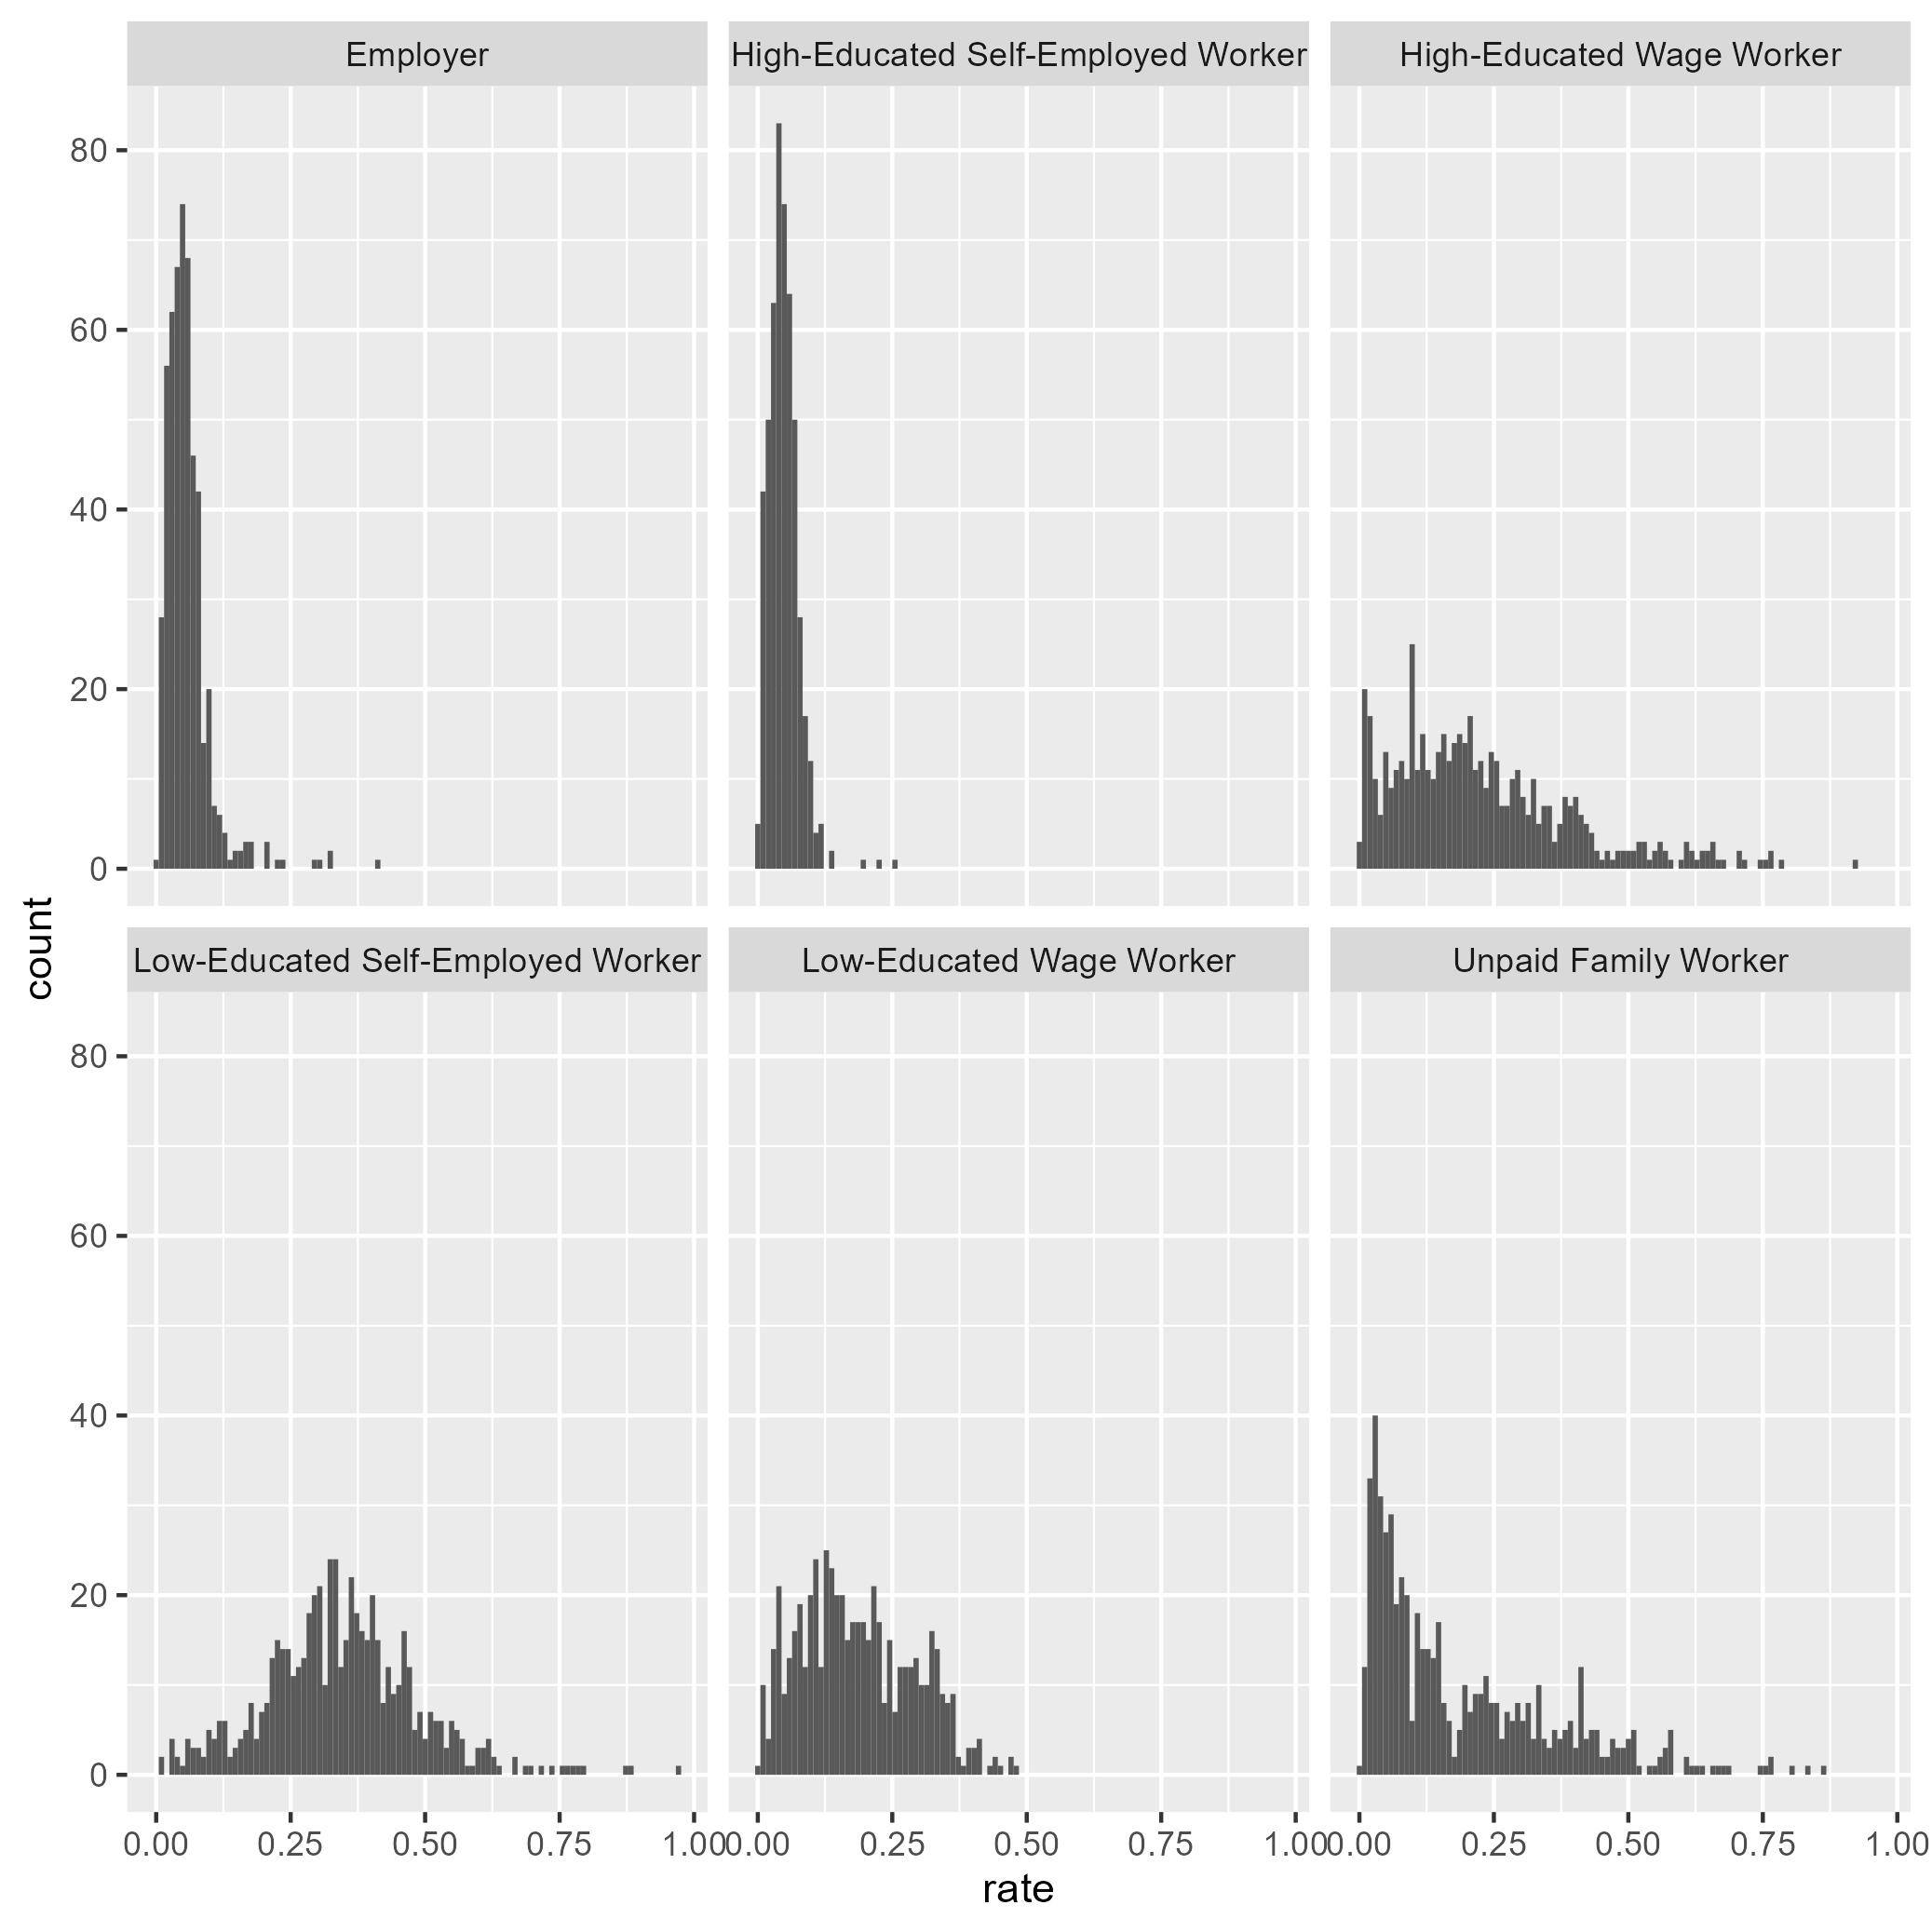 Employer
High-Educated Self-Employed Worker
High-Educated Wage Worker
80
60
40
20
0
count
Low-Educated Self-Employed Worker
Low-Educated Wage Worker
Unpaid Family Worker
80
60
40
20
0
0.00 0.25 0.50 0.75 1.00
0.00 0.25 0.50 0.75 1.00
0.00 0.25 0.50 0.75 1.00
rate